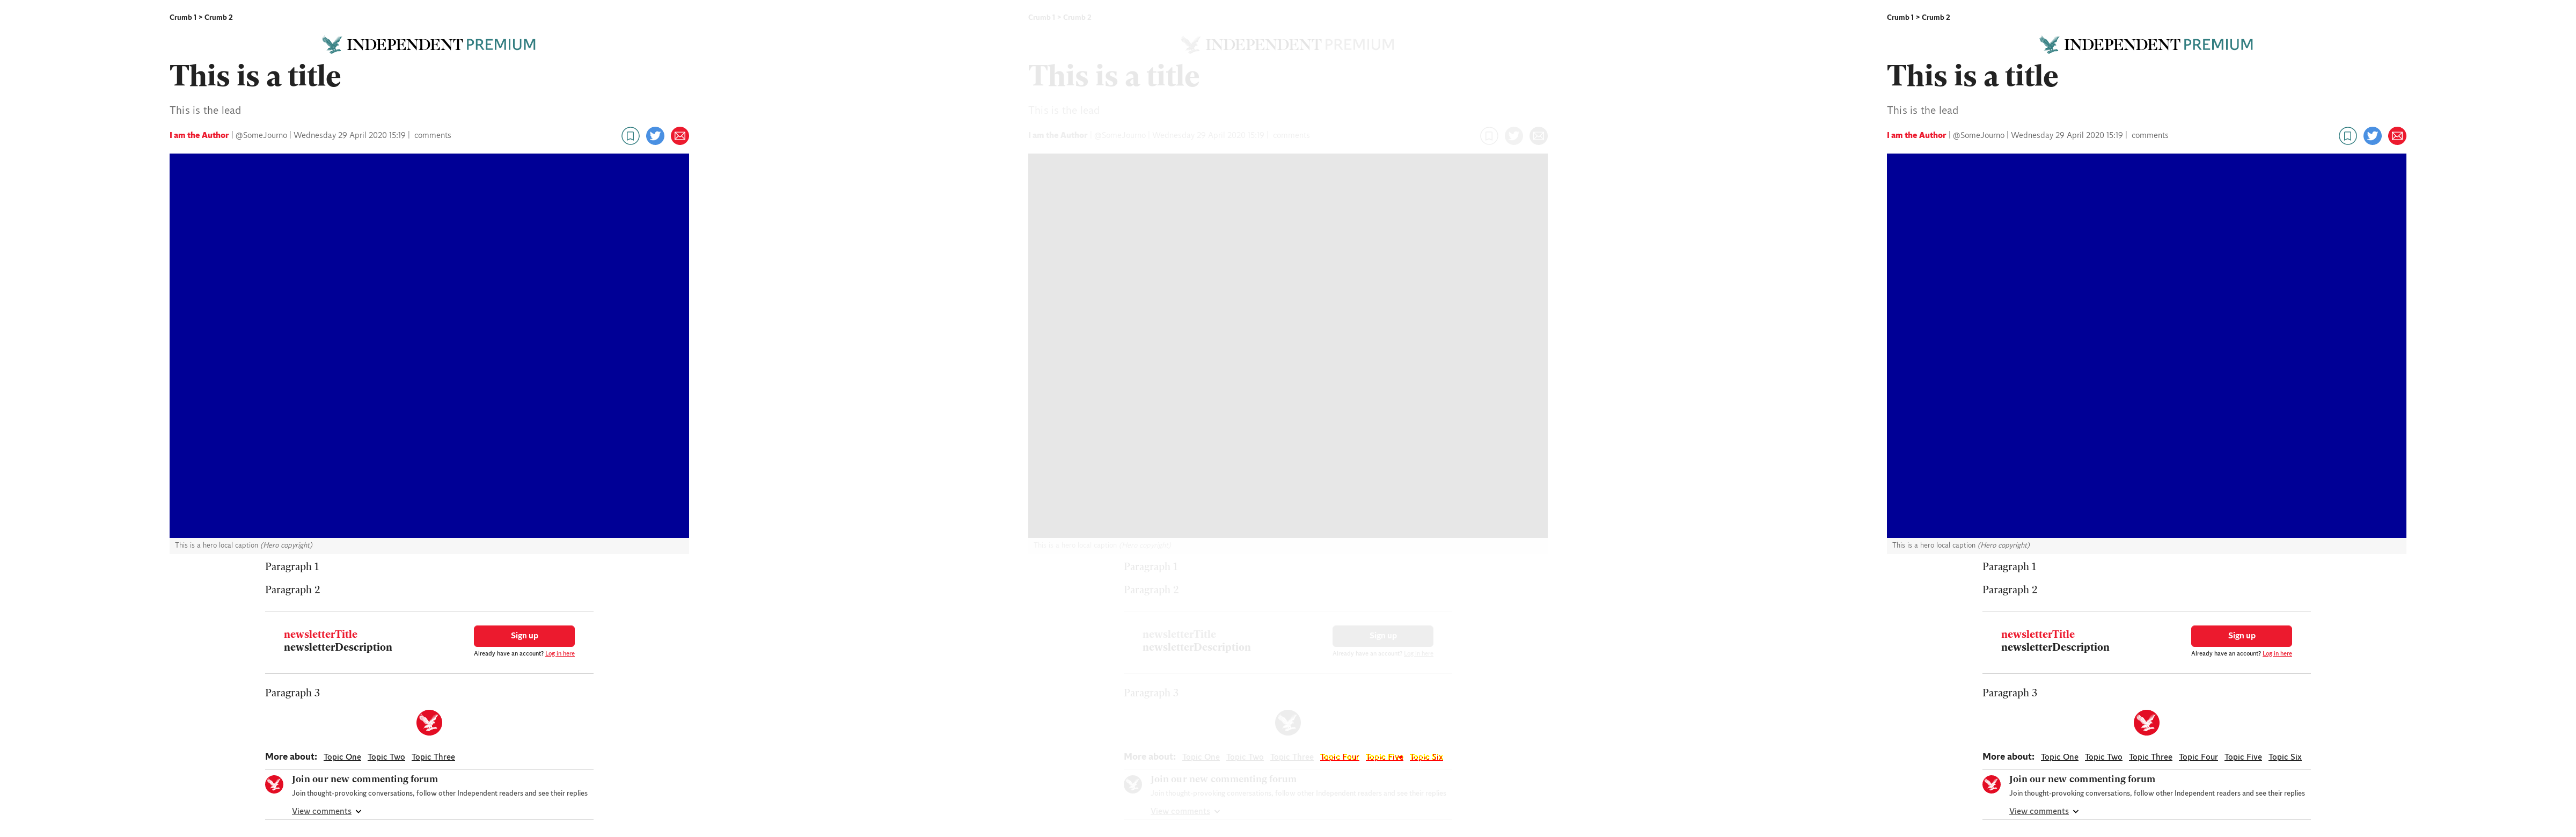 Crumb 1 > Crumb 2
INDEPENDENT PREMIUM
This is a title
This is the lead
I am the Author | @SomeJourno | Wednesday 29 April 2020 15:19 | comments
This is a hero local caption (Hero copyright)
Paragraph 1
Paragraph 2
newsletterTitle
newsletterDescription
Sign up
Already have an account? Log in here
Paragraph 3
More about: Topic One Topic Two Topic Three
Join our new commenting forum
Join thought-provoking conversations, follow other Independent readers and see their replies
View comments
Crumb 1 > Crumb 2
INDEPENDENT PREMIUM
This is a title
This is the lead
I am the Author | @SomeJourno | Wednesday 29 April 2020 15:19 | comments
This is a hero local caption (Hero copyright)
Paragraph 1
Paragraph 2
newsletterTitle
newsletterDescription
Sign up
Already have an account? Log in here
Paragraph 3
More about: Topic One Topic Two Topic Three Topic Four Topic Five Topic Six
Join our new commenting forum
Join thought-provoking conversations, follow other Independent readers and see their replies
View comments
Crumb 1 > Crumb 2
INDEPENDENT PREMIUM
This is a title
This is the lead
I am the Author | @SomeJourno | Wednesday 29 April 2020 15:19 | comments
This is a hero local caption (Hero copyright)
Paragraph 1
Paragraph 2
newsletterTitle
newsletterDescription
Sign up
Already have an account? Log in here
Paragraph 3
More about: Topic One Topic Two Topic Three Topic Four Topic Five Topic Six
Join our new commenting forum
Join thought-provoking conversations, follow other Independent readers and see their replies
View comments